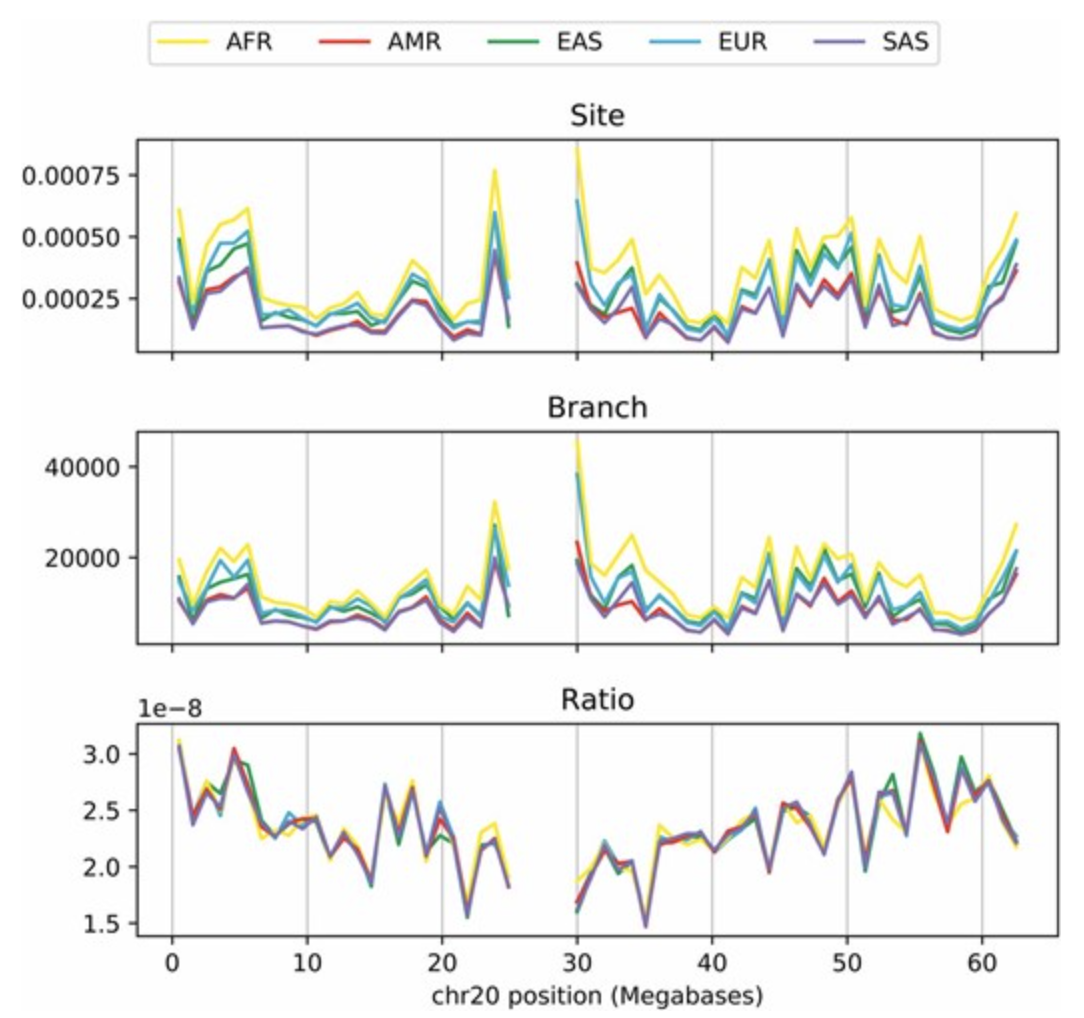 AFR AMR EAS EUR SAS
Site
0.00075
0.00050
0.00025
Branch
40000
20000
Ratio
1e−8
3.0
2.5
2.0
1.5
0 10 20 30 40 50 60
chr20 position (Megabases)